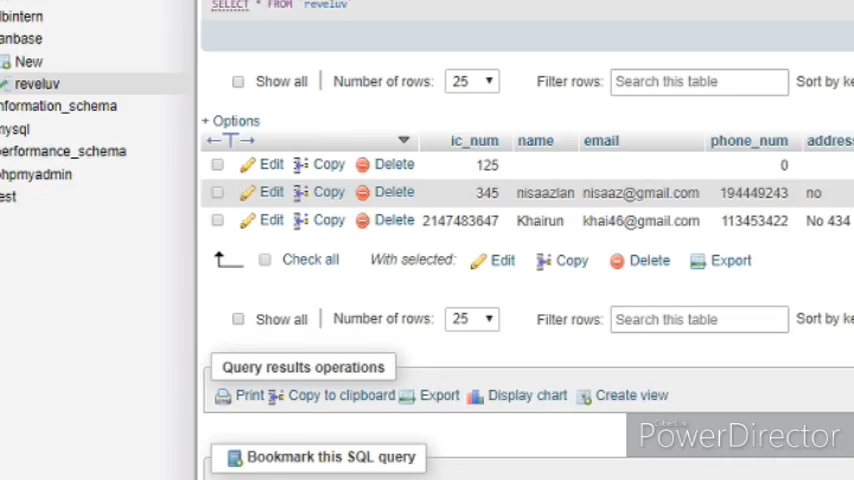 SELECT * FROM `reveluv
lbintern
anbase
New
reveluv
nformation_schema
mysql
performance_schema
phpmyadmin
est
Show all Number of rows: 25 Filter rows: Search this table Sort by ke
+ Options
ic_num name email phone_num addres
Edit Copy Delete 125 0
Edit Copy Delete 345 nisaazlan nisaaz@gmail.com 194449243 no
Edit Copy Delete 2147483647 Khairun khai46@gmail.com 113453422 No 434
Check all With selected: Edit Copy Delete Export
Show all Number of rows: 25 Filter rows: Search this table Sort by ke
Query results operations
Print Copy to clipboard Export Display chart Create view
PowerDirector
Bookmark this SQL query